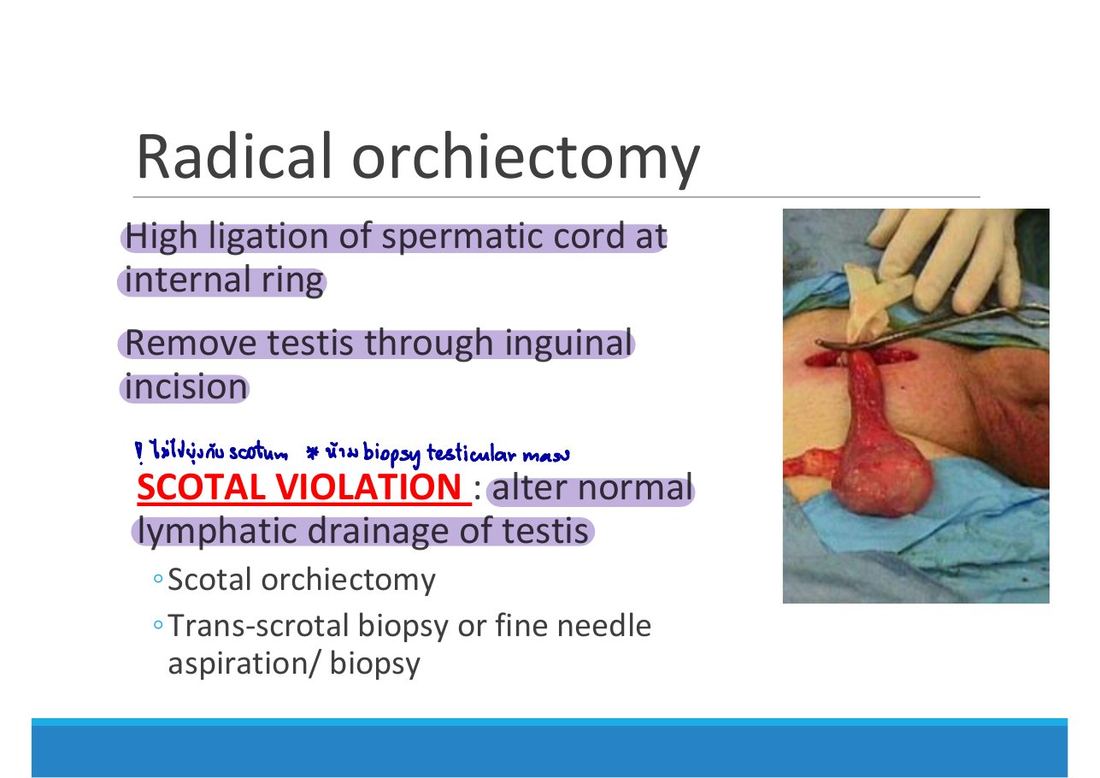 Radical orchiectomy
High ligation of spermatic cord at
internal ring
Remove testis through inguinal
incision
! ไม่ไปยุ่งกับ scotum * ห้าม biopsy testicular mass
SCOTAL VIOLATION : alter normal
lymphatic drainage of testis
◦Scotal orchiectomy
◦Trans-scrotal biopsy or fine needle
aspiration/ biopsy